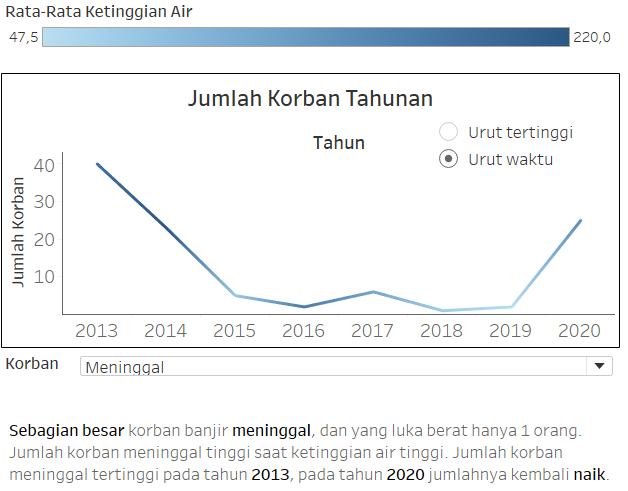 Rata-Rata Ketinggian Air
47,5 220,0
Jumlah Korban Tahunan
Tahun
Urut tertinggi
Urut waktu
Jumlah Korban
40
30
20
10
2013 2014 2015 2016 2017 2018 2019 2020
Korban Meninggal
Sebagian besar korban banjir meninggal, dan yang luka berat hanya 1 orang.
Jumlah korban meninggal tinggi saat ketinggian air tinggi. Jumlah korban
meninggal tertinggi pada tahun 2013, pada tahun 2020 jumlahnya kembali naik.